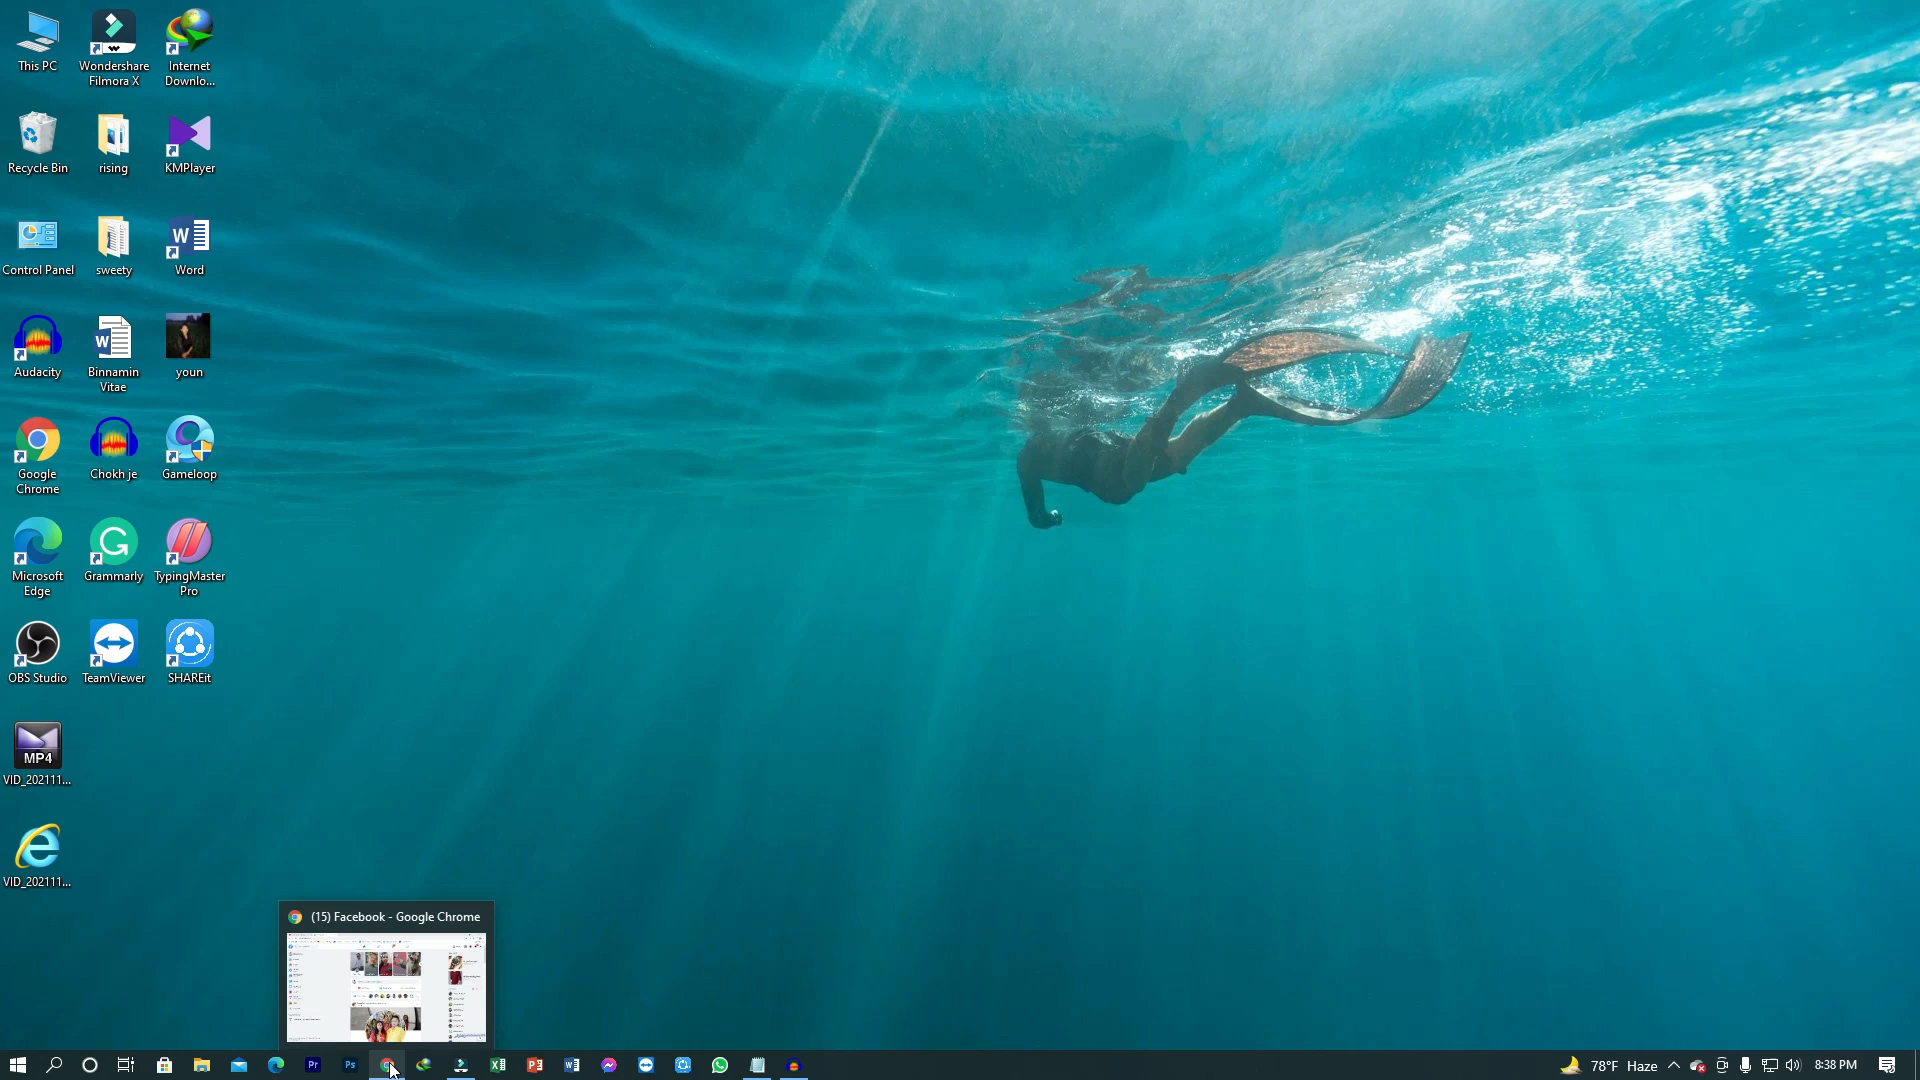 This PC
Wondershare
Filmora X
Internet
Downlo...
Recycle Bin
rising
KMPlayer
Control Panel
sweety
W
Word
Audacity
W
Binnamin
Vitae
youn
Google
Chrome
Chokh je
Gameloop
Microsoft
Edge
G
Grammarly
TypingMaster
Pro
OBS Studio
TeamViewer
SHAREit
MP4
VID_202111...
VID_202111...
(15) Facebook - Google Chrome
Pr
Ps
78°F Haze
8:38 PM